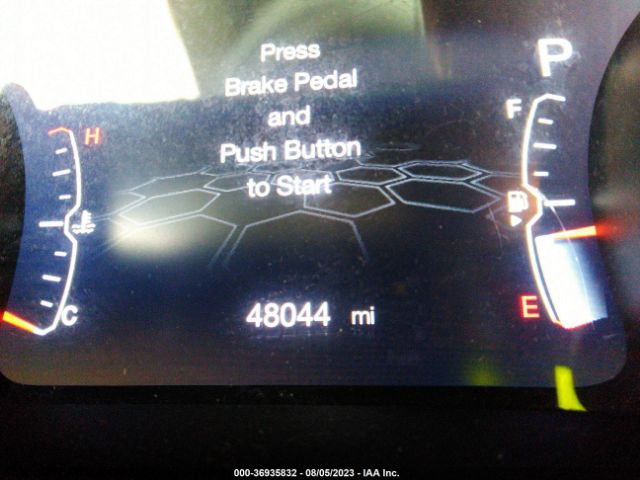 Press
Brake Pedal
and
Push Button
to Start
P
H
C
F
E
48044 mi
000-36935832 - 08/05/2023 - IAA Inc.